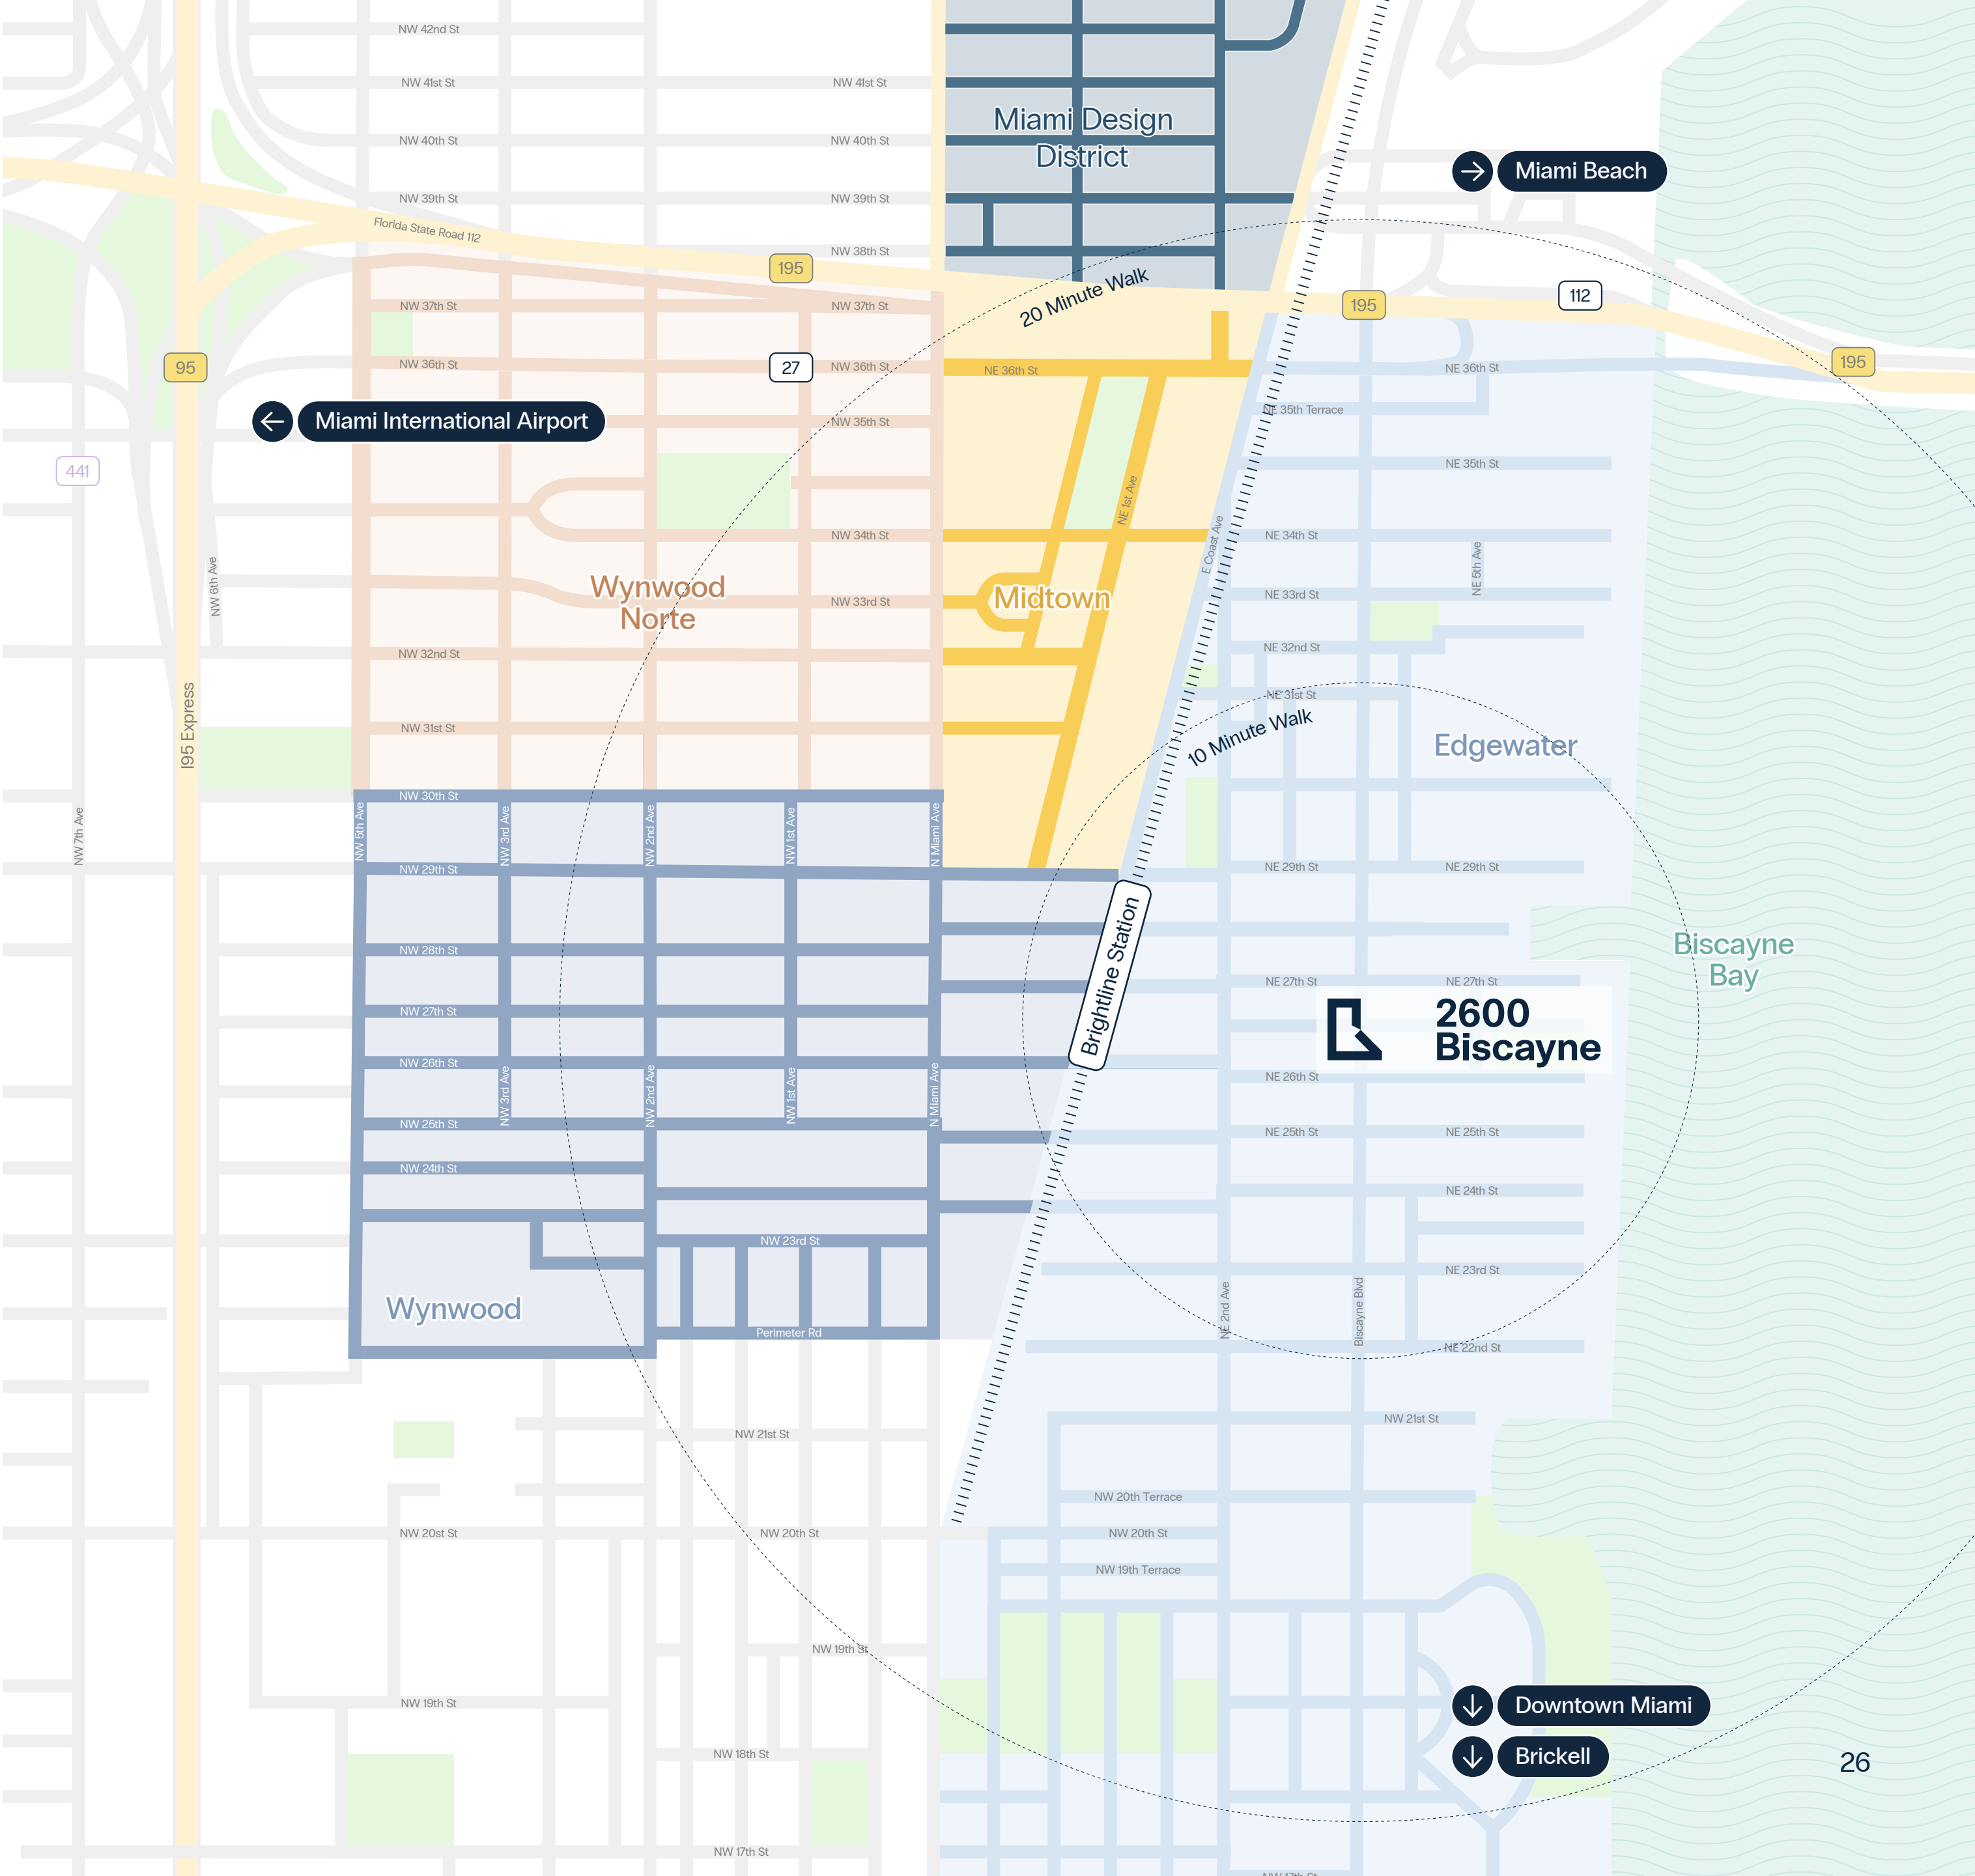 NW 42nd St
NW 41st St
NW 41st St
Miami Design
District
NW 40th St
NW 40th St
Miami Beach
NW 39th St
NW 39th St
Florida State Road 112
NW 38th St
195
20 Minute Walk
195
112
NW 37th St
NW 37th St
95
NW 36th St
27
NW 36th St
NE 36th St
NE 36th St
195
Miami International Airport
NW 35th St
NE 35th Terrace
441
NE 35th St
NE 1st Ave
NW 34th St
E Coast Ave
NE 34th St
NE 5th Ave
NW 6th Ave
Wynwood
Norte
NW 33rd St
Midtown
NE 33rd St
NW 32nd St
NE 32nd St
NE 31st St
I95 Express
NW 31st St
10 Minute Walk
Edgewater
NW 30th St
NW 7th Ave
NW 5th Ave
NW 3rd Ave
NW 2nd Ave
NW 1st Ave
N Miami Ave
NW 29th St
NE 29th St
NE 29th St
Brightline Station
NW 28th St
Biscayne
Bay
NE 27th St
NE 27th St
NW 27th St
2600
Biscayne
NW 26th St
NE 26th St
NW 3rd Ave
NW 2nd Ave
NW 1st Ave
N Miami Ave
NW 25th St
NE 25th St
NE 25th St
NW 24th St
NE 24th St
NW 23rd St
NE 23rd St
Wynwood
Perimeter Rd
NE 2nd Ave
Biscayne Blvd
NE 22nd St
NW 21st St
NW 21st St
NW 20th Terrace
NW 20st St
NW 20th St
NW 20th St
NW 19th Terrace
NW 19th St
NW 19th St
Downtown Miami
NW 18th St
Brickell
26
NW 17th St
NW 17th St